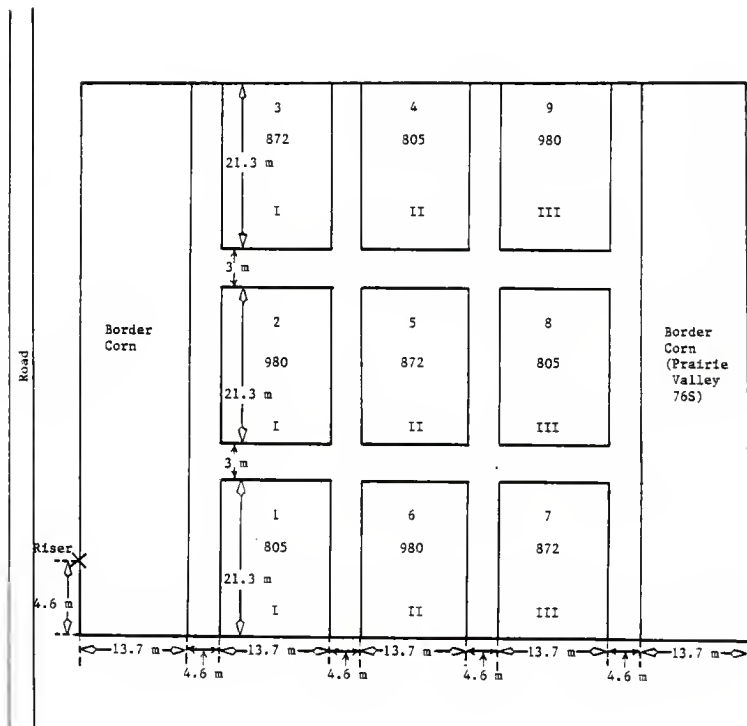 3 4 9
872 805 980
21.3 m
I II III
3 m
Border
Corn
2 5 8
980 872 805
21.3 m
I II III
Border
Corn
(Prairie
Valley
76S)
Road
3 m
1 6 7
805 980 872
Riser
21.3 m
4.6 m
I II III
13.7 m 13.7 m 13.7 m 13.7 m 13.7 m
4.6 m 4.6 m 4.6 m 4.6 m